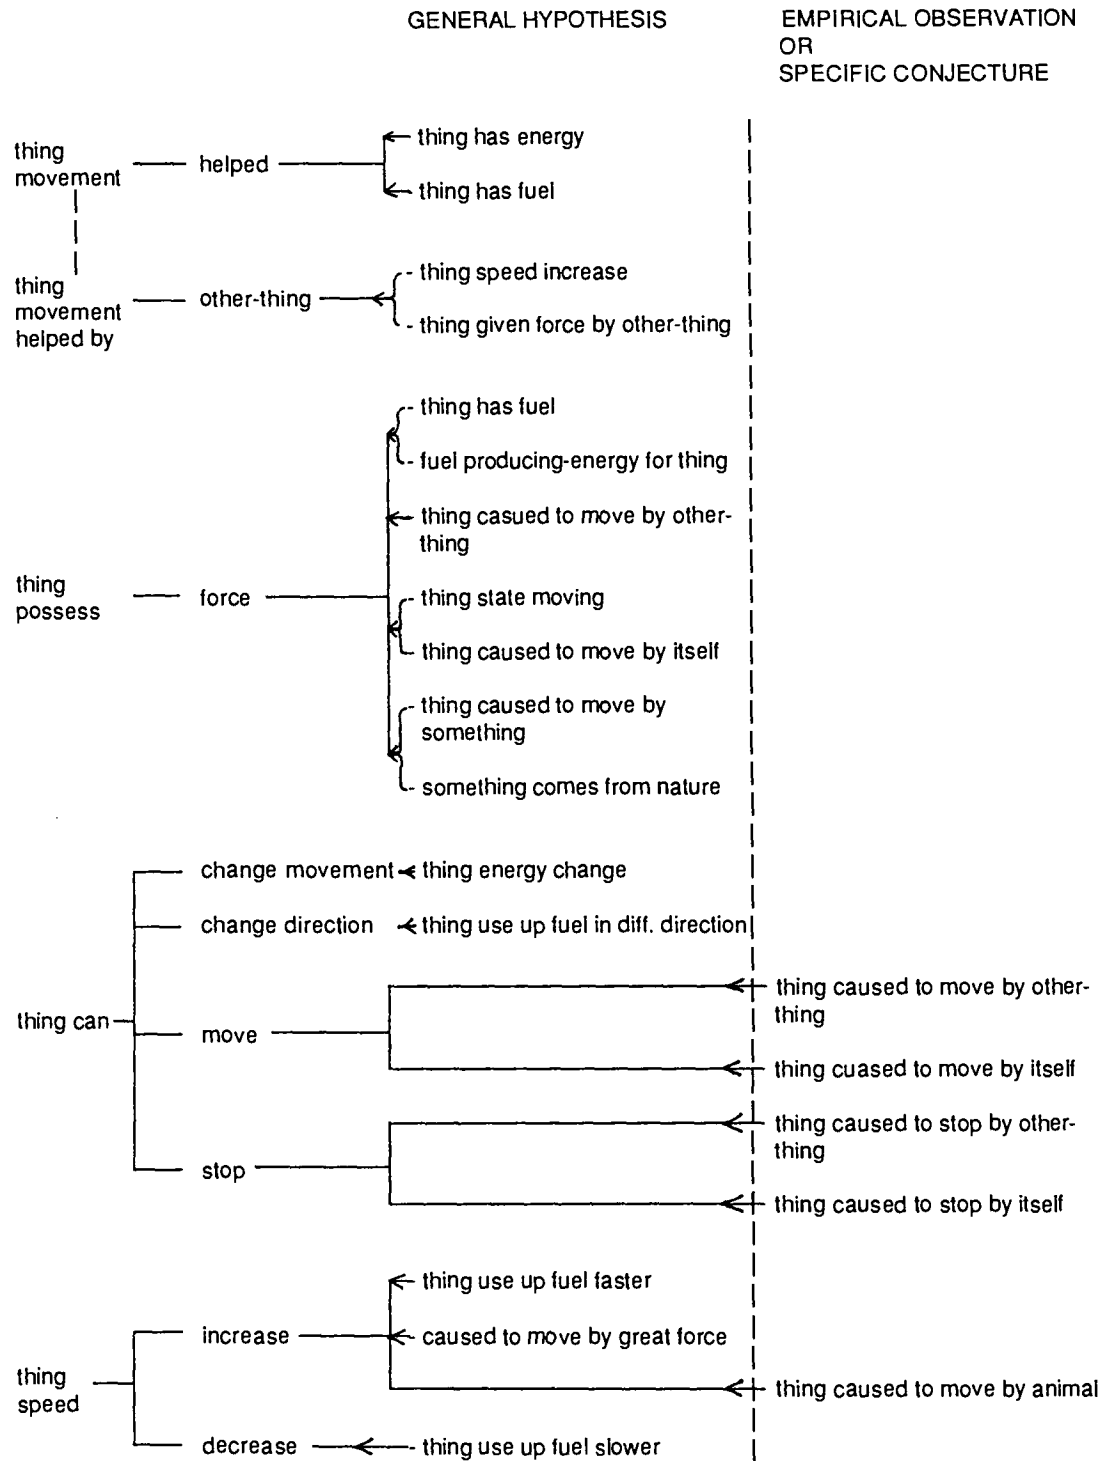 GENERAL HYPOTHESIS
EMPIRICAL OBSERVATION
OR
SPECIFIC CONJECTURE
thing
movement
helped
thing has energy
thing has fuel
thing
movement
helped by
other-thing
thing speed increase
thing given force by other-thing
thing
possess
force
thing has fuel
fuel producing-energy for thing
thing casued to move by other-
thing
thing state moving
thing caused to move by itself
thing caused to move by
something
something comes from nature
thing can
change movement
thing energy change
change direction
thing use up fuel in diff. direction
move
thing caused to move by other-
thing
thing cuased to move by itself
stop
thing caused to stop by other-
thing
thing caused to stop by itself
thing
speed
increase
thing use up fuel faster
caused to move by great force
thing caused to move by animal
decrease
thing use up fuel slower